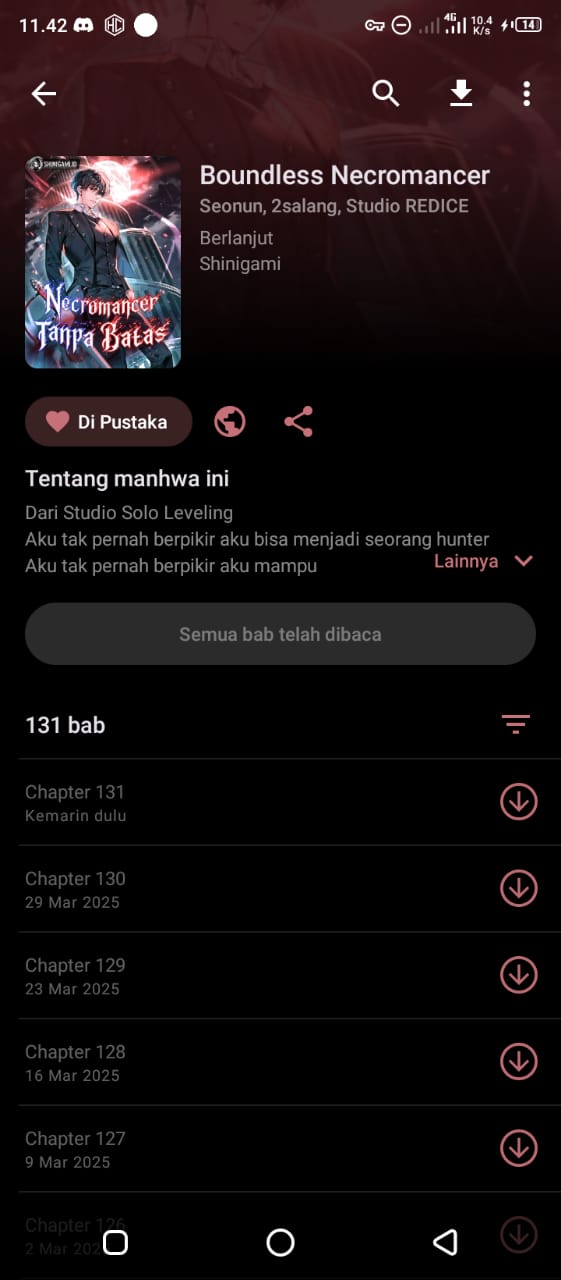 11.42
4G
10.4
K/s
14
SHINIGAMI.ID
Necromancer
Tanpa Batas
Boundless Necromancer
Seonun, 2salang, Studio REDICE
Berlanjut
Shinigami
Di Pustaka
Tentang manhwa ini
Dari Studio Solo Leveling
Aku tak pernah berpikir aku bisa menjadi seorang hunter
Aku tak pernah berpikir aku mampu
Lainnya
Semua bab telah dibaca
131 bab
Chapter 131
Kemarin dulu
Chapter 130
29 Mar 2025
Chapter 129
23 Mar 2025
Chapter 128
16 Mar 2025
Chapter 127
9 Mar 2025
Chapter 126
2 Mar 202